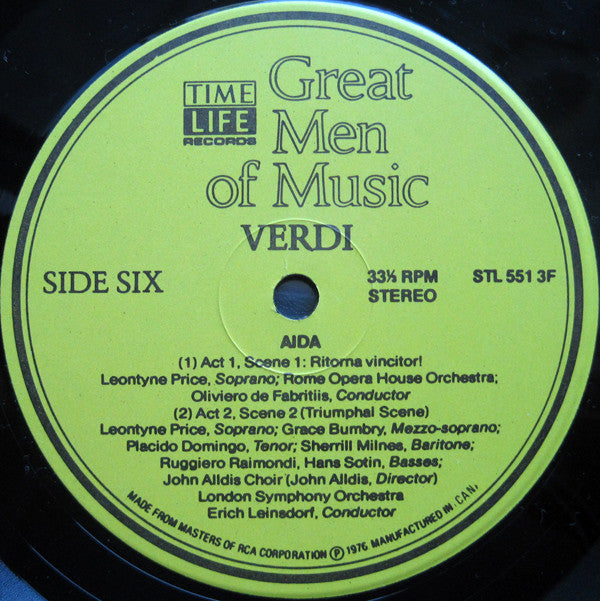 TIME
LIFE
RECORDS
Great
Men
of Music
VERDI
SIDE SIX
33⅓ RPM
STEREO
STL 551 3F
AIDA
(1) Act 1, Scene 1: Ritorna vincitor!
Leontyne Price, Soprano; Rome Opera House Orchestra;
Oliviero de Fabritiis, Conductor
(2) Act 2, Scene 2 (Triumphal Scene)
Leontyne Price, Soprano; Grace Bumbry, Mezzo-soprano;
Placido Domingo, Tenor; Sherrill Milnes, Baritone;
Ruggiero Raimondi, Hans Sotin, Basses;
John Alldis Choir (John Alldis, Director)
London Symphony Orchestra
Erich Leinsdorf, Conductor
MADE FROM MASTERS OF RCA CORPORATION Ⓟ 1976 MANUFACTURED IN CAN.